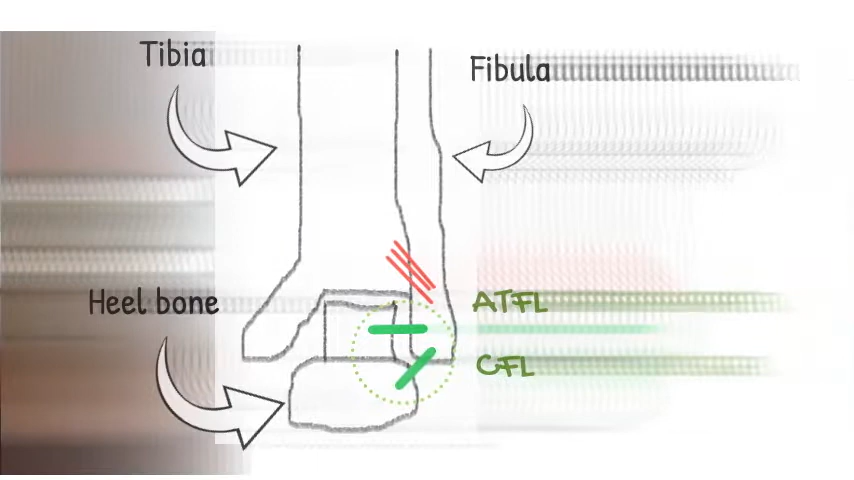 Tibia
Fibula
Heel bone
ATFL
CFL